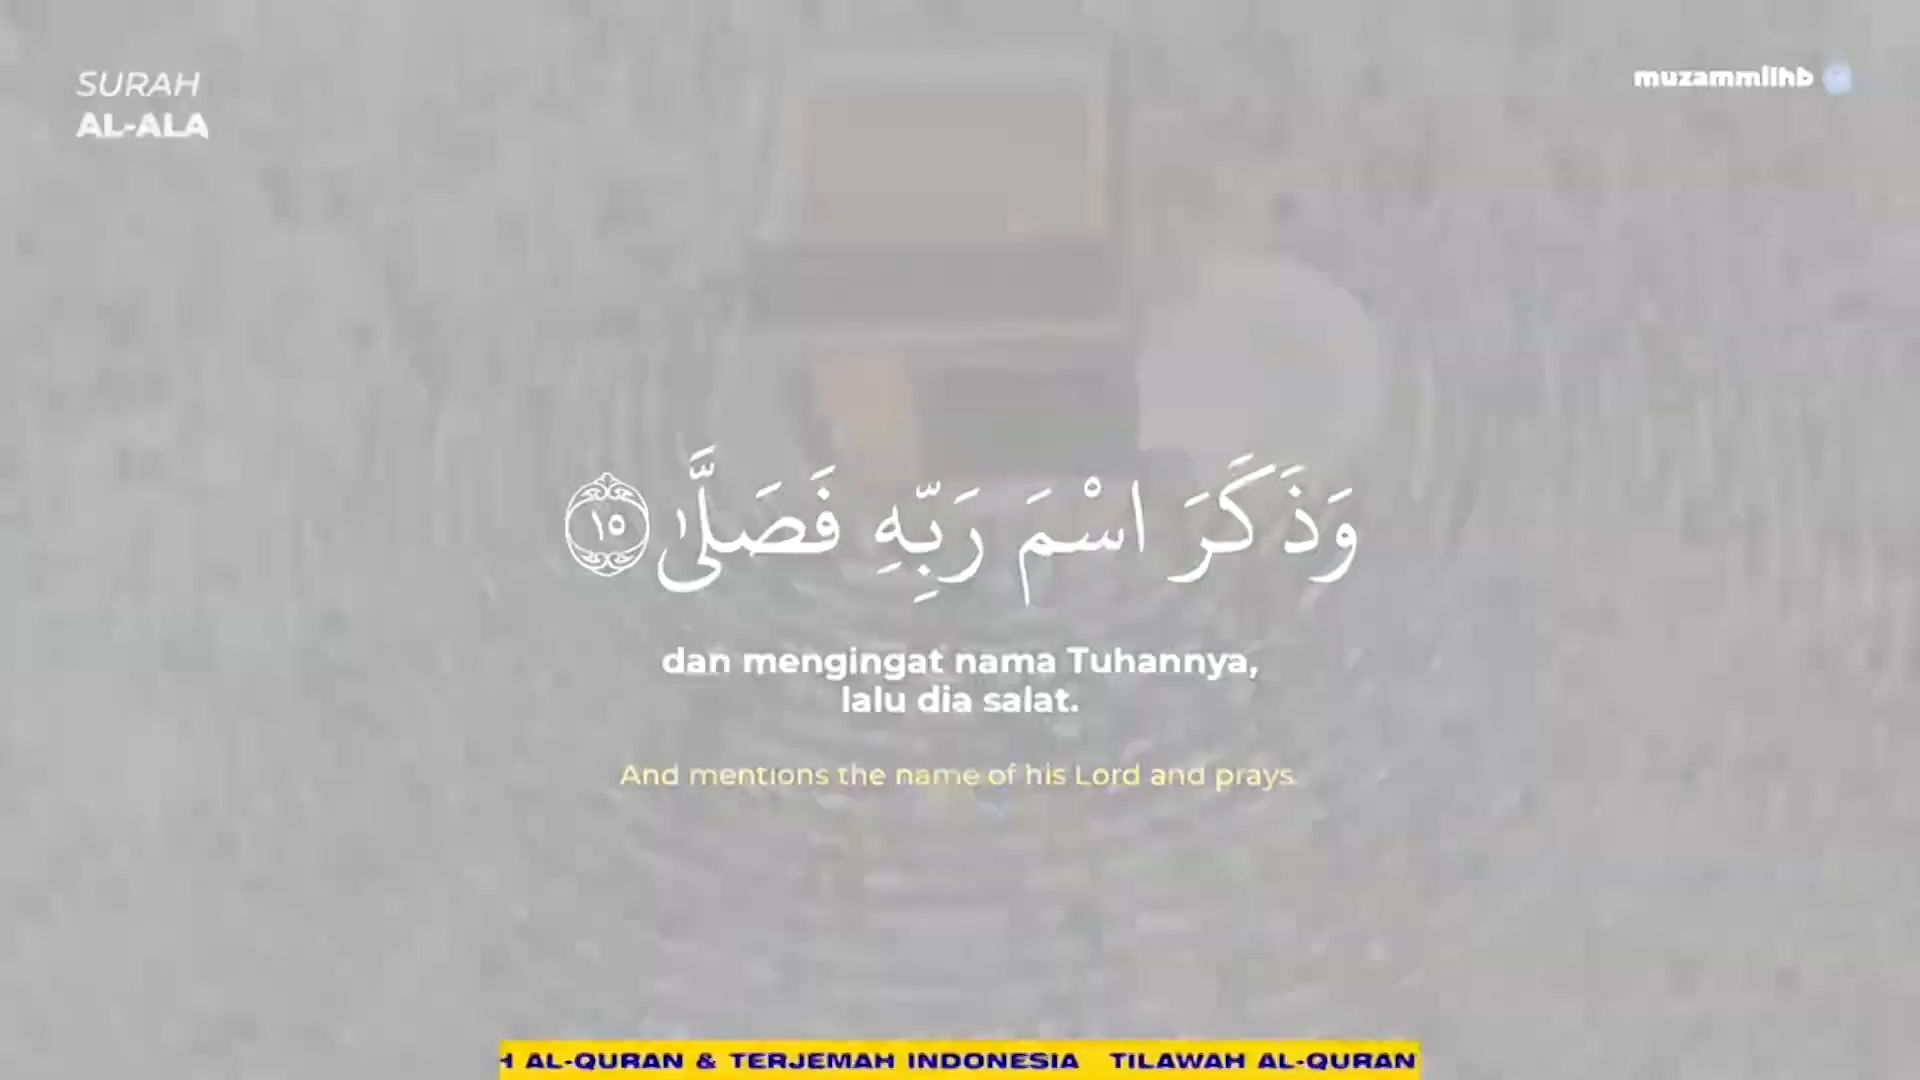 SURAH
AL-ALA
muzammilhb
وَذَكَرَ اسْمَ رَبِّهِ فَصَلَّىٰ ١٥
dan mengingat nama Tuhannya,
lalu dia salat.
And mentions the name of his Lord and prays.
H AL-QURAN & TERJEMAH INDONESIA TILAWAH AL-QURAN